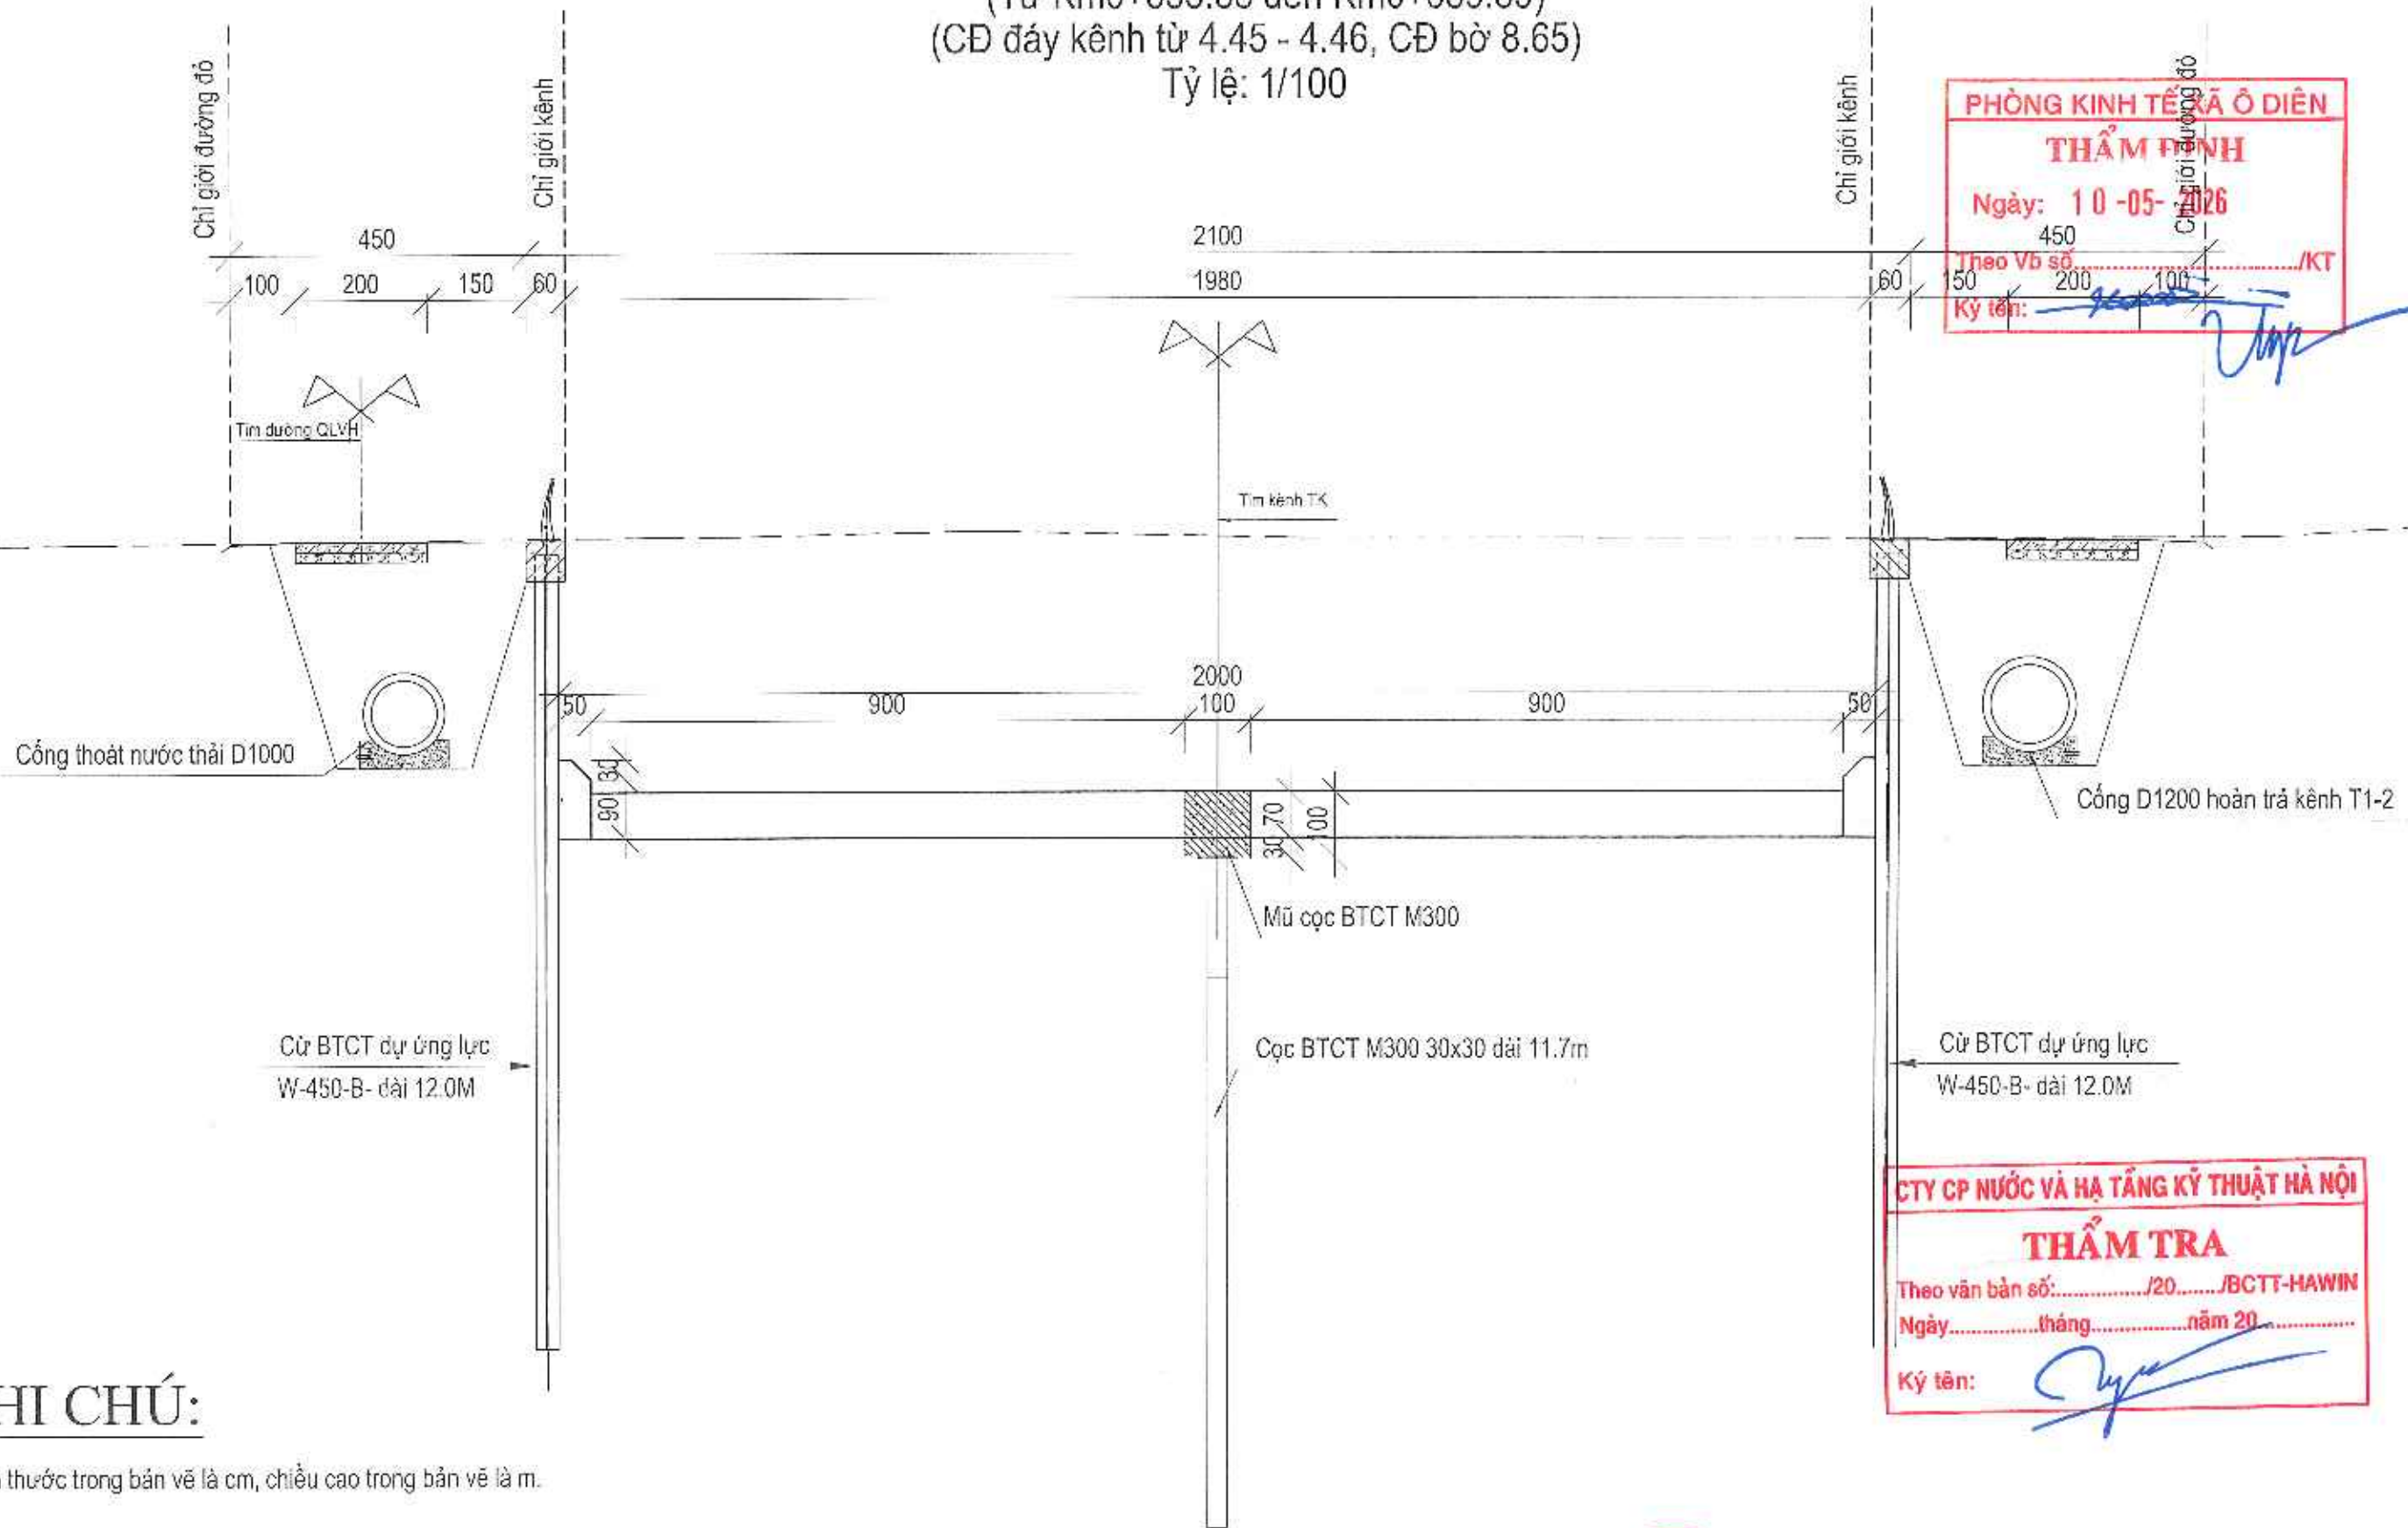 (CĐ đáy kênh từ 4.45 - 4.46, CĐ bờ 8.65)
Tỷ lệ: 1/100
Chỉ giới đường đỏ
Chỉ giới kênh
Chỉ giới kênh
Chỉ giới đường đỏ
PHÒNG KINH TẾ XÃ Ô DIÊN
THẨM ĐỊNH
Ngày: 10-05-2026
Theo Vb số............/KT
Ký tên:
450
2100
450
100
200
150
60
1980
60
150
200
100
Tim đường QLVH
Tim kênh TK
2000
50
900
100
900
50
30
90
70
30
100
Cống thoát nước thải D1000
Cống D1200 hoàn trả kênh T1-2
Mũ cọc BTCT M300
Cọc BTCT M300 30x30 dài 11.7m
Cừ BTCT dự ứng lực
W-450-B- dài 12.0M
Cừ BTCT dự ứng lực
W-450-B- dài 12.0M
CTY CP NƯỚC VÀ HẠ TẦNG KỸ THUẬT HÀ NỘI
THẨM TRA
Theo văn bản số:................/20......./BCTT-HAWIN
Ngày..............tháng...............năm 20................
Ký tên:
HI CHÚ:
thước trong bản vẽ là cm, chiều cao trong bản vẽ là m.